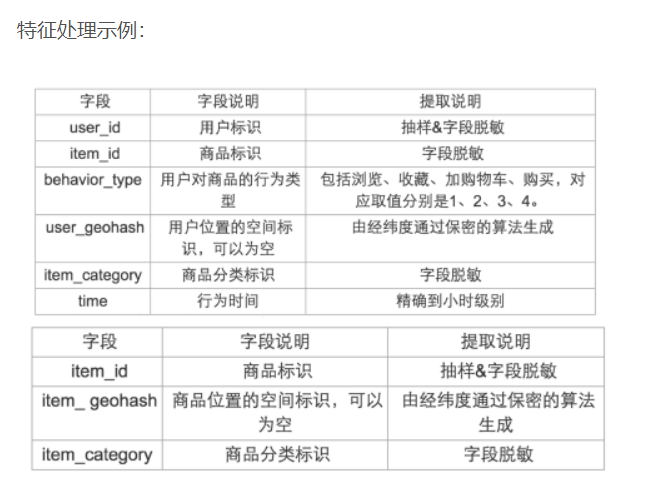 特征处理示例:
字段 字段说明 提取说明
user_id 用户标识 抽样&字段脱敏
item_id 商品标识 字段脱敏
behavior_type 用户对商品的行为类 包括浏览、收藏、加购物车、购买，对
型 应取值分别是1、2、3、4。
user_geohash 用户位置的空间标 由经纬度通过保密的算法生成
识，可以为空
item_category 商品分类标识 字段脱敏
time 行为时间 精确到小时级别
字段 字段说明 提取说明
item_id 商品标识 抽样&字段脱敏
item_ geohash 商品位置的空间标识，可以 由经纬度通过保密的算法
为空 生成
item_category 商品分类标识 字段脱敏